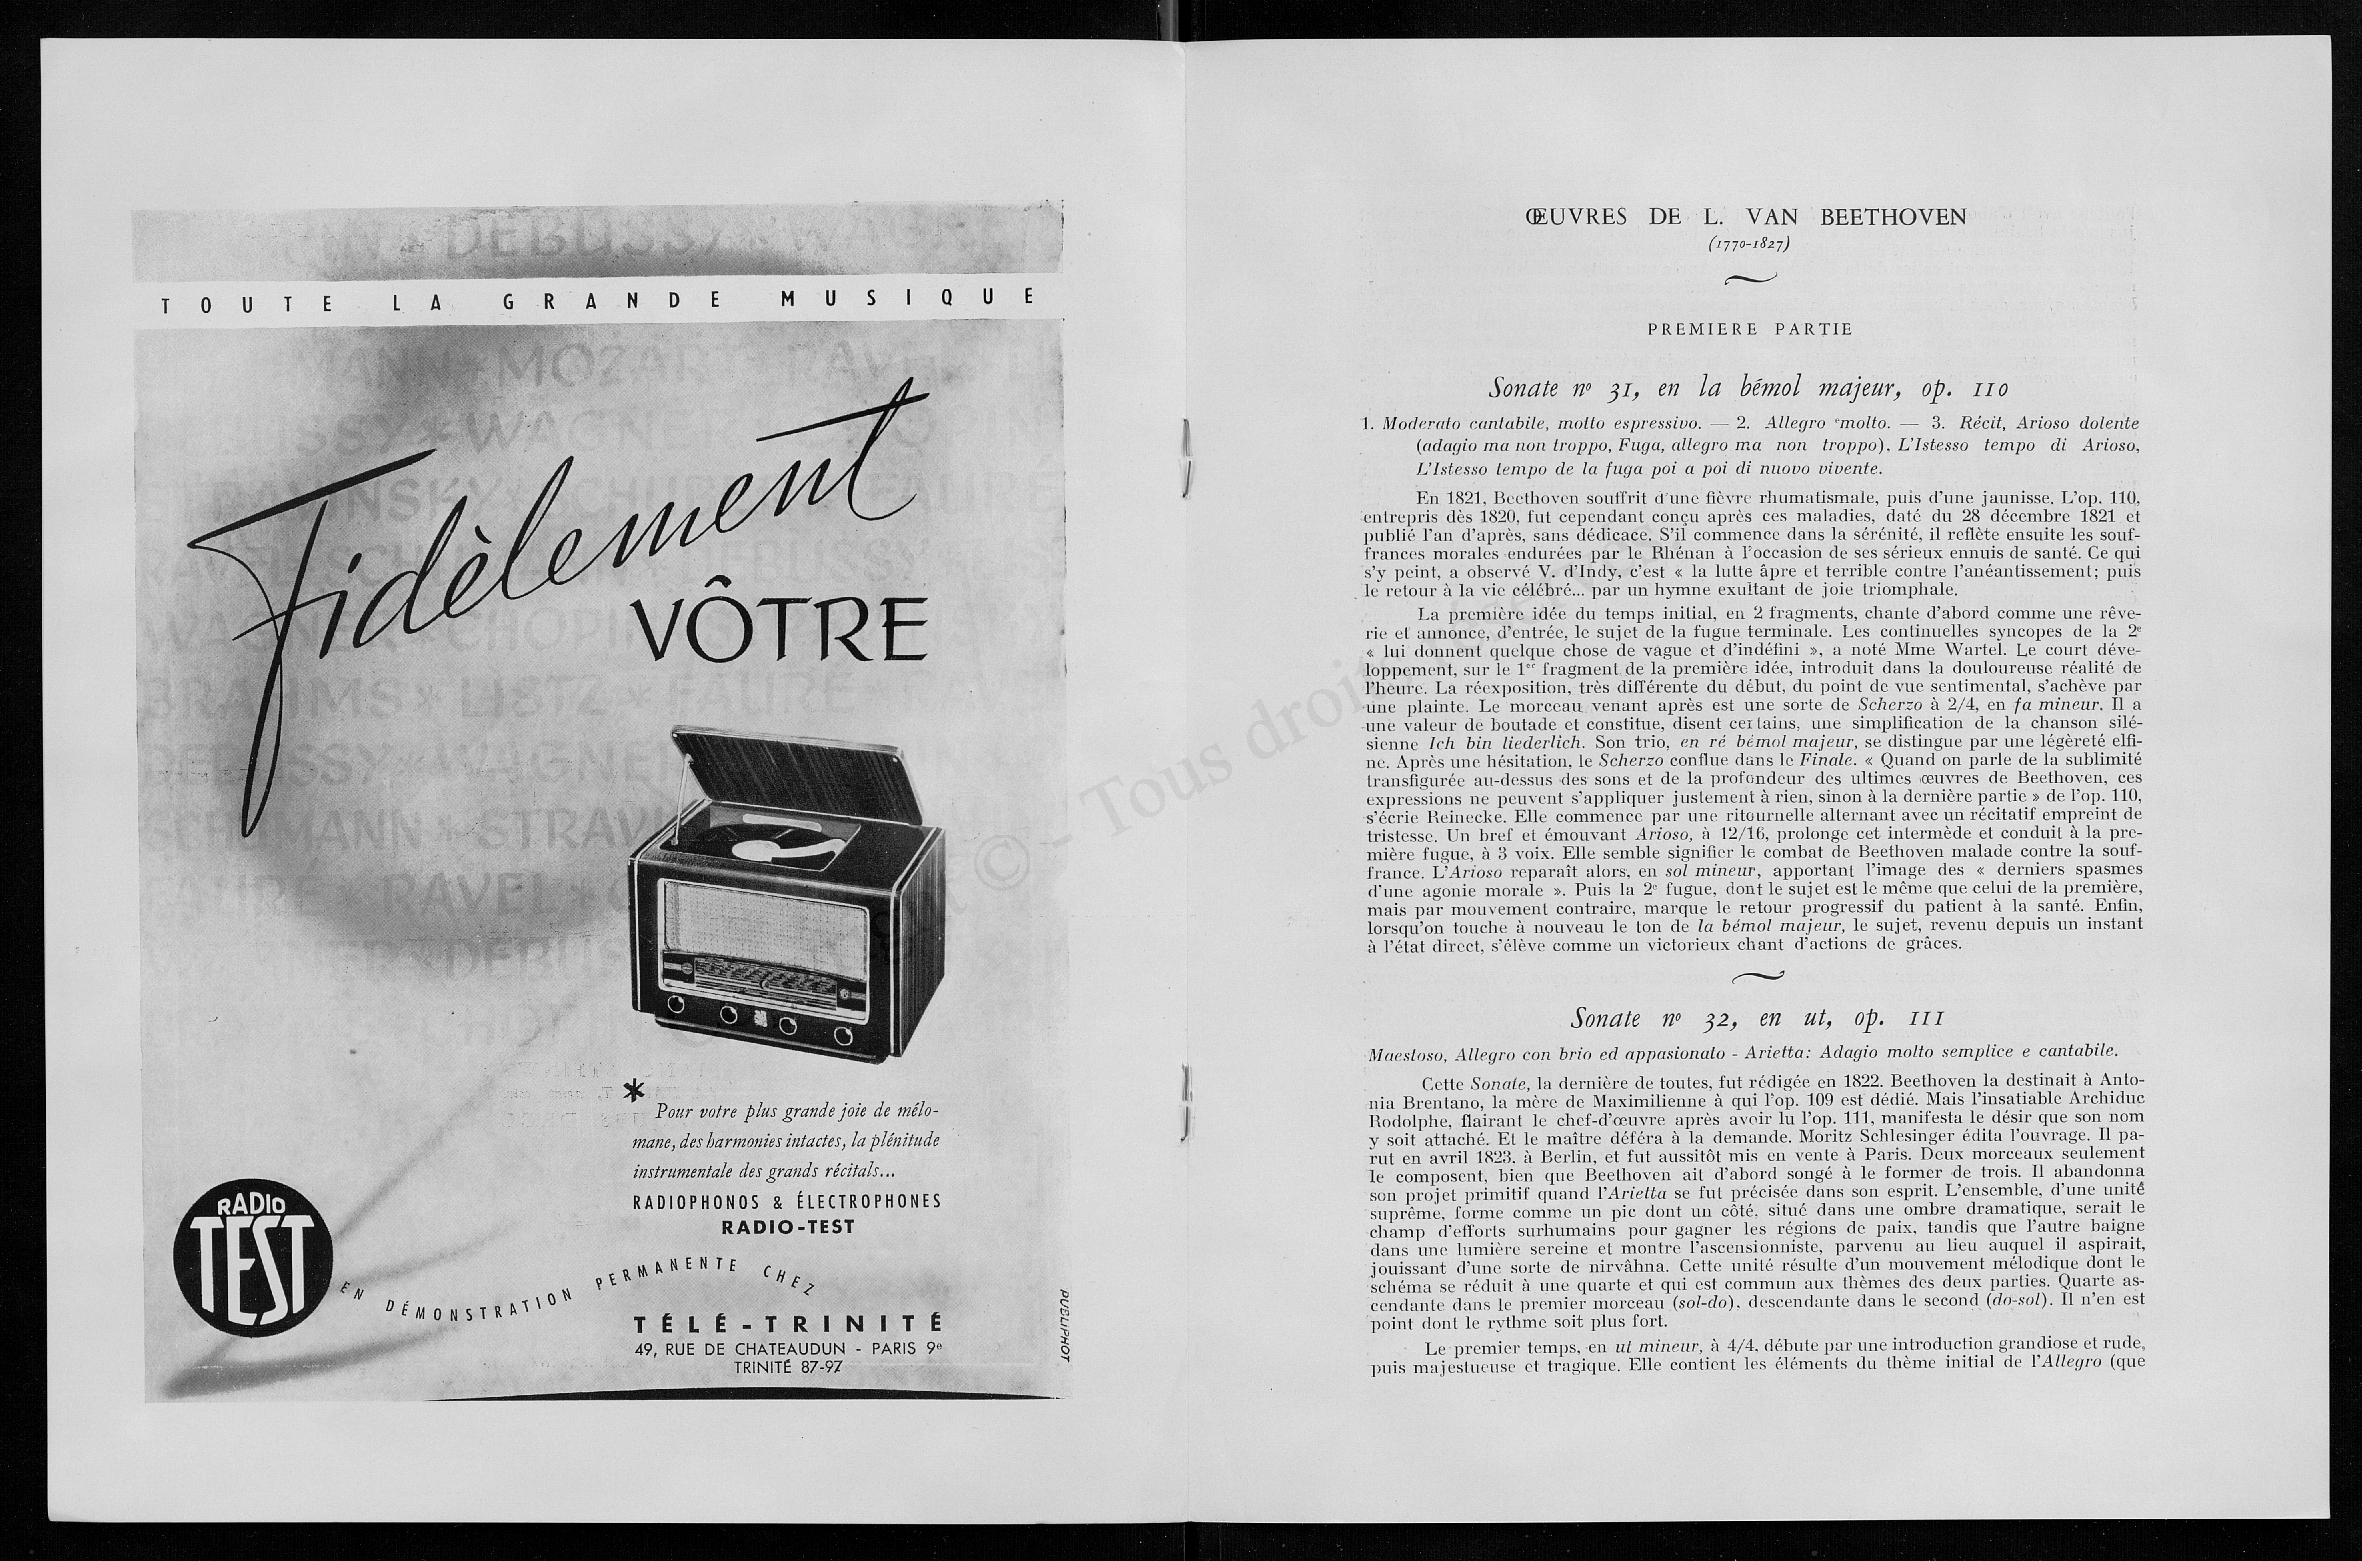 TOUTE LA GRANDE MUSIQUE
Fidèlement
VÔTRE
* Pour votre plus grande joie de mélo-
mane, des harmonies intactes, la plénitude
instrumentale des grands récitals...
RADIOPHONOS & ÉLECTROPHONES
RADIO-TEST
RADIO
TEST
EN DÉMONSTRATION PERMANENTE CHEZ
TÉLÉ-TRINITÉ
49, RUE DE CHATEAUDUN - PARIS 9e
TRINITÉ 87-97
PUBLIPHOT
ŒUVRES DE L. VAN BEETHOVEN
(1770-1827)
PREMIERE PARTIE
Sonate nº 31, en la bémol majeur, op. 110
1. Moderato cantabile, molto espressivo. — 2. Allegro molto. — 3. Récit, Arioso dolente
(adagio ma non troppo, Fuga, allegro ma non troppo), L'Istesso tempo di Arioso,
L'Istesso tempo de la fuga poi a poi di nuovo vivente.
En 1821, Beethoven souffrit d'une fièvre rhumatismale, puis d'une jaunisse. L'op. 110,
entrepris dès 1820, fut cependant conçu après ces maladies, daté du 28 décembre 1821 et
publié l'an d'après, sans dédicace. S'il commence dans la sérénité, il reflète ensuite les souf-
frances morales endurées par le Rhénan à l'occasion de ses sérieux ennuis de santé. Ce qui
s'y peint, a observé V. d'Indy, c'est « la lutte âpre et terrible contre l'anéantissement; puis
le retour à la vie célébré... par un hymne exultant de joie triomphale.
La première idée du temps initial, en 2 fragments, chante d'abord comme une rêve-
rie et annonce, d'entrée, le sujet de la fugue terminale. Les continuelles syncopes de la 2e
« lui donnent quelque chose de vague et d'indéfini », a noté Mme Wartel. Le court déve-
loppement, sur le 1er fragment de la première idée, introduit dans la douloureuse réalité de
l'heure. La réexposition, très différente du début, du point de vue sentimental, s'achève par
une plainte. Le morceau venant après est une sorte de Scherzo à 2/4, en fa mineur. Il a
une valeur de boutade et constitue, disent certains, une simplification de la chanson silé-
sienne Ich bin liederlich. Son trio, en ré bémol majeur, se distingue par une légèreté elfi-
ne. Après une hésitation, le Scherzo conflue dans le Finale. « Quand on parle de la sublimité
transfigurée au-dessus des sons et de la profondeur des ultimes œuvres de Beethoven, ces
expressions ne peuvent s'appliquer justement à rien, sinon à la dernière partie » de l'op. 110,
s'écrie Reinecke. Elle commence par une ritournelle alternant avec un récitatif empreint de
tristesse. Un bref et émouvant Arioso, à 12/16, prolonge cet intermède et conduit à la pre-
mière fugue, à 3 voix. Elle semble signifier le combat de Beethoven malade contre la souf-
france. L'Arioso reparaît alors, en sol mineur, apportant l'image des « derniers spasmes
d'une agonie morale ». Puis la 2e fugue, dont le sujet est le même que celui de la première,
mais par mouvement contraire, marque le retour progressif du patient à la santé. Enfin,
lorsqu'on touche à nouveau le ton de la bémol majeur, le sujet, revenu depuis un instant
à l'état direct, s'élève comme un victorieux chant d'actions de grâces.
Sonate nº 32, en ut, op. 111
Maestoso, Allegro con brio ed appasionato - Arietta: Adagio molto semplice e cantabile.
Cette Sonate, la dernière de toutes, fut rédigée en 1822. Beethoven la destinait à Anto-
nia Brentano, la mère de Maximilienne à qui l'op. 109 est dédié. Mais l'insatiable Archiduc
Rodolphe, flairant le chef-d'œuvre après avoir lu l'op. 111, manifesta le désir que son nom
y soit attaché. Et le maître déféra à la demande. Moritz Schlesinger édita l'ouvrage. Il pa-
rut en avril 1823, à Berlin, et fut aussitôt mis en vente à Paris. Deux morceaux seulement
le composent, bien que Beethoven ait d'abord songé à le former de trois. Il abandonna
son projet primitif quand l'Arietta se fut précisée dans son esprit. L'ensemble, d'une unité
suprême, forme comme un pic dont un côté, situé dans une ombre dramatique, serait le
champ d'efforts surhumains pour gagner les régions de paix, tandis que l'autre baigne
dans une lumière sereine et montre l'ascensionniste, parvenu au lieu auquel il aspirait,
jouissant d'une sorte de nirvâhna. Cette unité résulte d'un mouvement mélodique dont le
schéma se réduit à une quarte et qui est commun aux thèmes des deux parties. Quarte as-
cendante dans le premier morceau (sol-do), descendante dans le second (do-sol). Il n'en est
point dont le rythme soit plus fort.
Le premier temps, en ut mineur, à 4/4, débute par une introduction grandiose et rude,
puis majestueuse et tragique. Elle contient les éléments du thème initial de l'Allegro (que
© - Tous droits